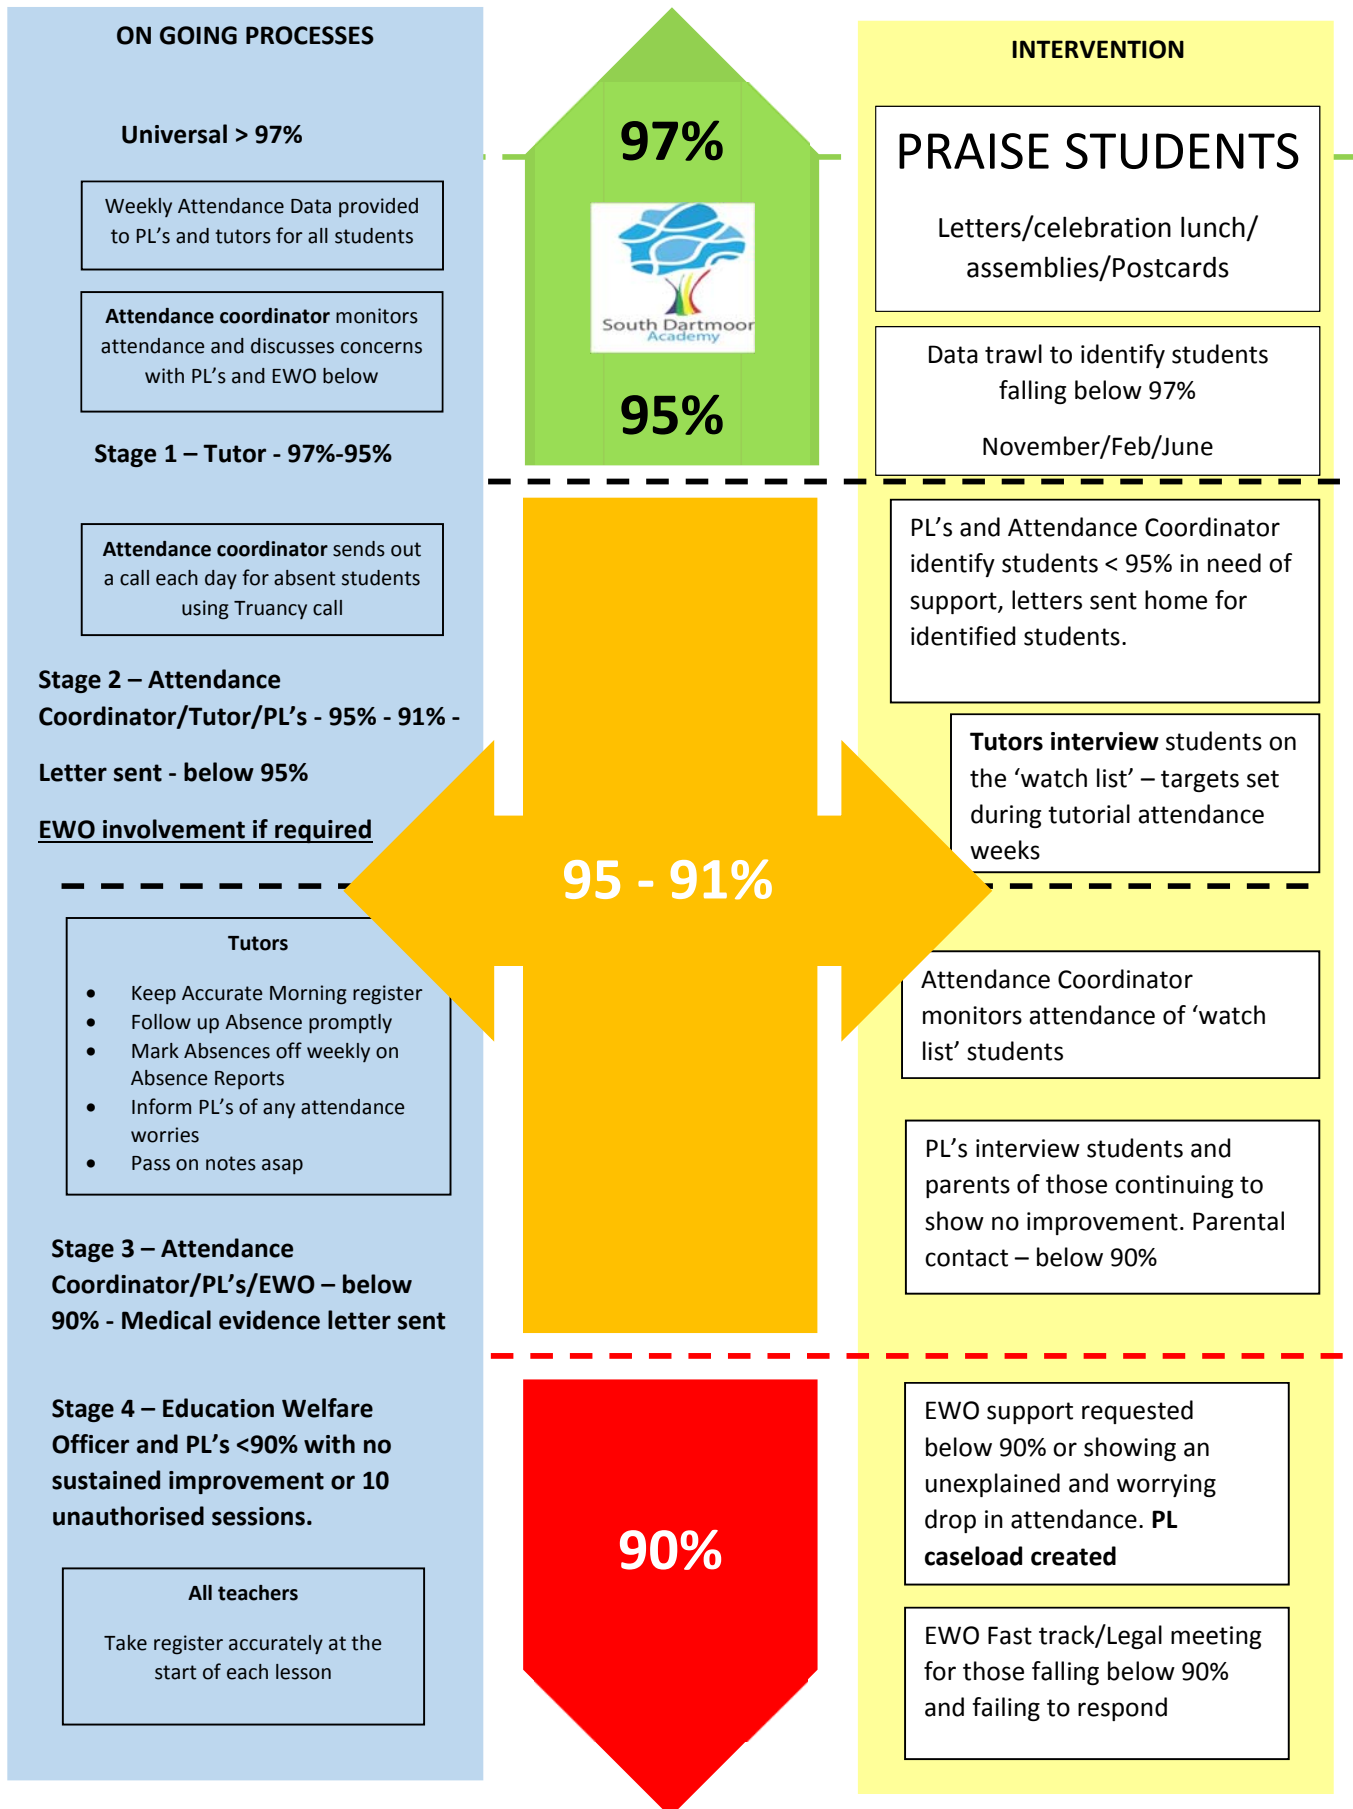 ON GOING PROCESSES
Universal > 97%
Weekly Attendance Data provided
to PL’s and tutors for all students
Attendance coordinator monitors
attendance and discusses concerns
with PL’s and EWO below
Stage 1 – Tutor - 97%-95%
Attendance coordinator sends out
a call each day for absent students
using Truancy call
Stage 2 – Attendance
Coordinator/Tutor/PL’s - 95% - 91% -
Letter sent - below 95%
EWO involvement if required
Tutors
• Keep Accurate Morning register
• Follow up Absence promptly
• Mark Absences off weekly on
Absence Reports
• Inform PL’s of any attendance
worries
• Pass on notes asap
Stage 3 – Attendance
Coordinator/PL’s/EWO – below
90% - Medical evidence letter sent
Stage 4 – Education Welfare
Officer and PL’s <90% with no
sustained improvement or 10
unauthorised sessions.
All teachers
Take register accurately at the
start of each lesson
97%
South Dartmoor
Academy
95%
95 - 91%
90%
INTERVENTION
PRAISE STUDENTS
Letters/celebration lunch/
assemblies/Postcards
Data trawl to identify students
falling below 97%
November/Feb/June
PL’s and Attendance Coordinator
identify students < 95% in need of
support, letters sent home for
identified students.
Tutors interview students on
the ‘watch list’ – targets set
during tutorial attendance
weeks
Attendance Coordinator
monitors attendance of ‘watch
list’ students
PL’s interview students and
parents of those continuing to
show no improvement. Parental
contact – below 90%
EWO support requested
below 90% or showing an
unexplained and worrying
drop in attendance. PL
caseload created
EWO Fast track/Legal meeting
for those falling below 90%
and failing to respond